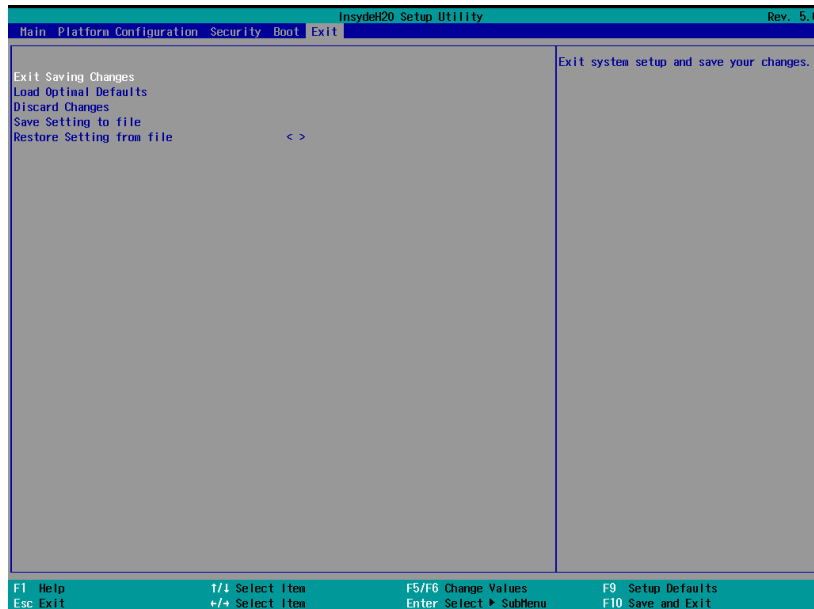 InsydeH2O Setup Utility Rev. 5.
Main Platform Configuration Security Boot Exit
Exit system setup and save your changes.
Exit Saving Changes
Load Optimal Defaults
Discard Changes
Save Setting to file
Restore Setting from file < >
F1 Help ↑/↓ Select Item F5/F6 Change Values F9 Setup Defaults
Esc Exit ←/→ Select Item Enter Select ▶ SubMenu F10 Save and Exit